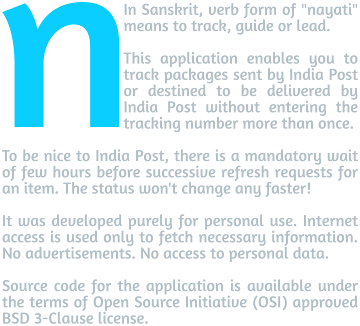 n
In Sanskrit, verb form of "nayati"
means to track, guide or lead.
This application enables you to
track packages sent by India Post
or destined to be delivered by
India Post without entering the
tracking number more than once.
To be nice to India Post, there is a mandatory wait
of few hours before successive refresh requests for
an item. The status won't change any faster!
It was developed purely for personal use. Internet
access is used only to fetch necessary information.
No advertisements. No access to personal data.
Source code for the application is available under
the terms of Open Source Initiative (OSI) approved
BSD 3-Clause license.